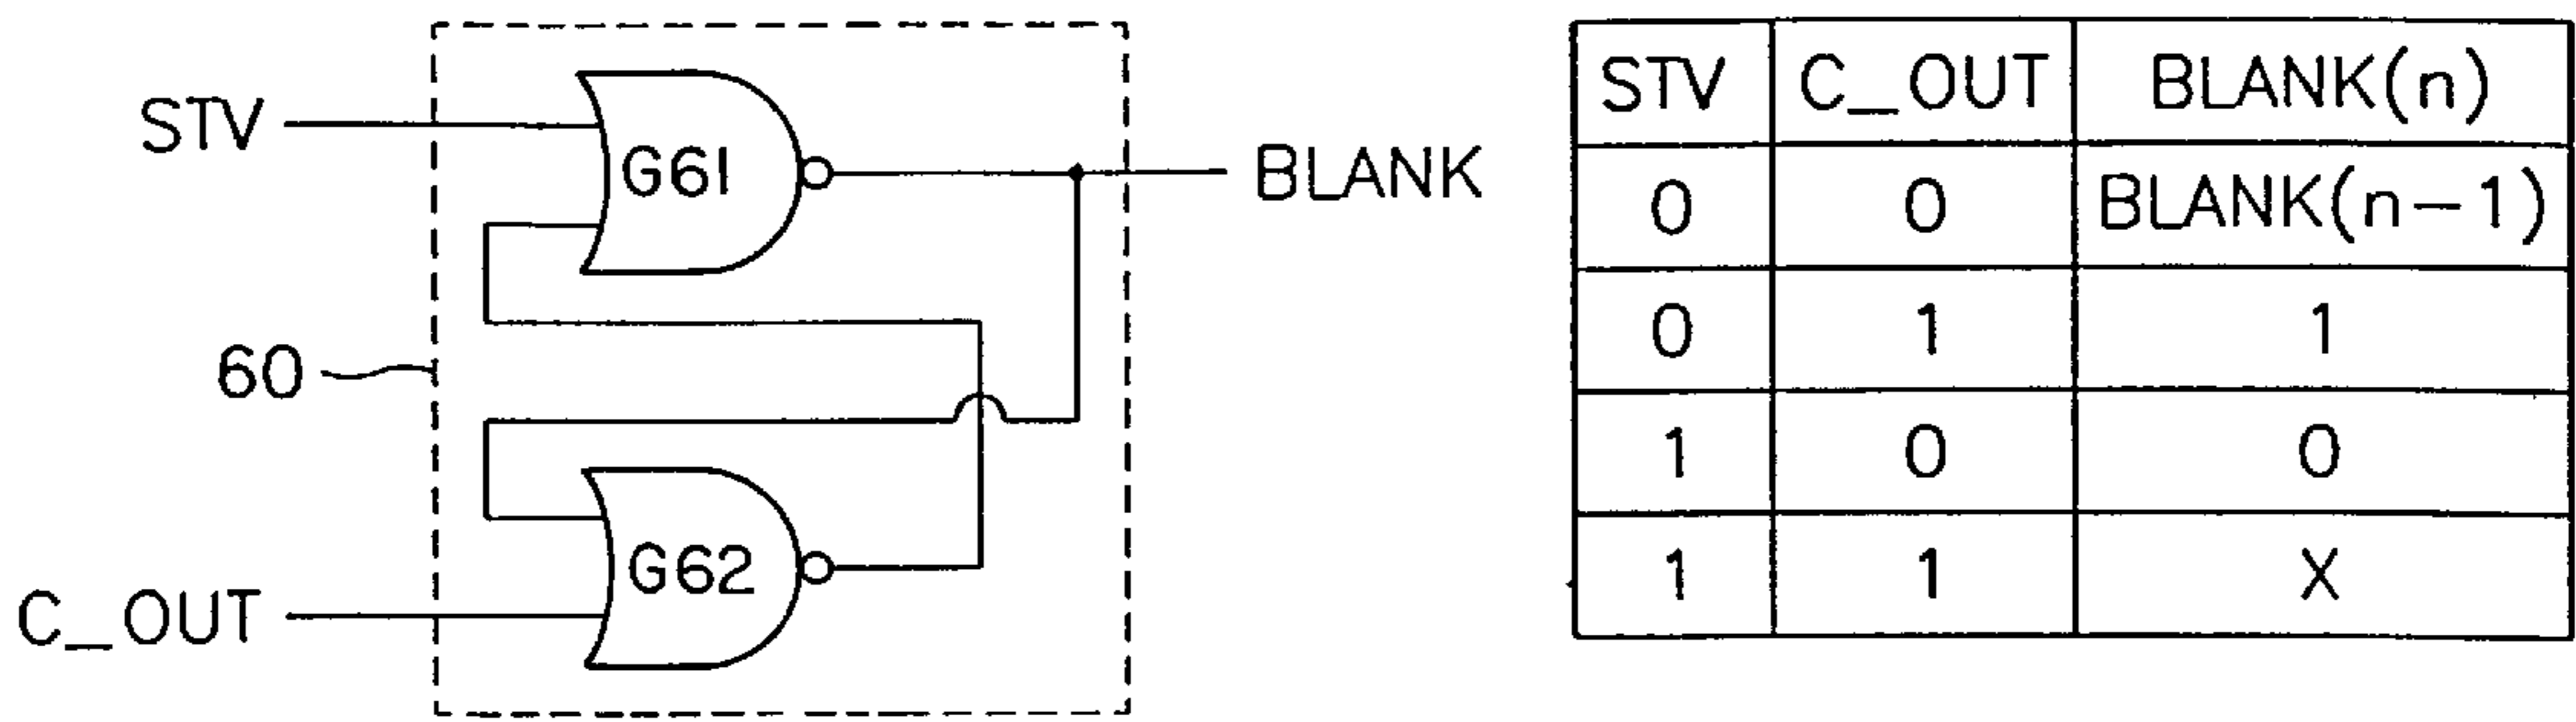 STV
G61
BLANK
60
G62
C_OUT
STV C_OUT BLANK(n)
0 0 BLANK(n-1)
0 1 1
1 0 0
1 1 X